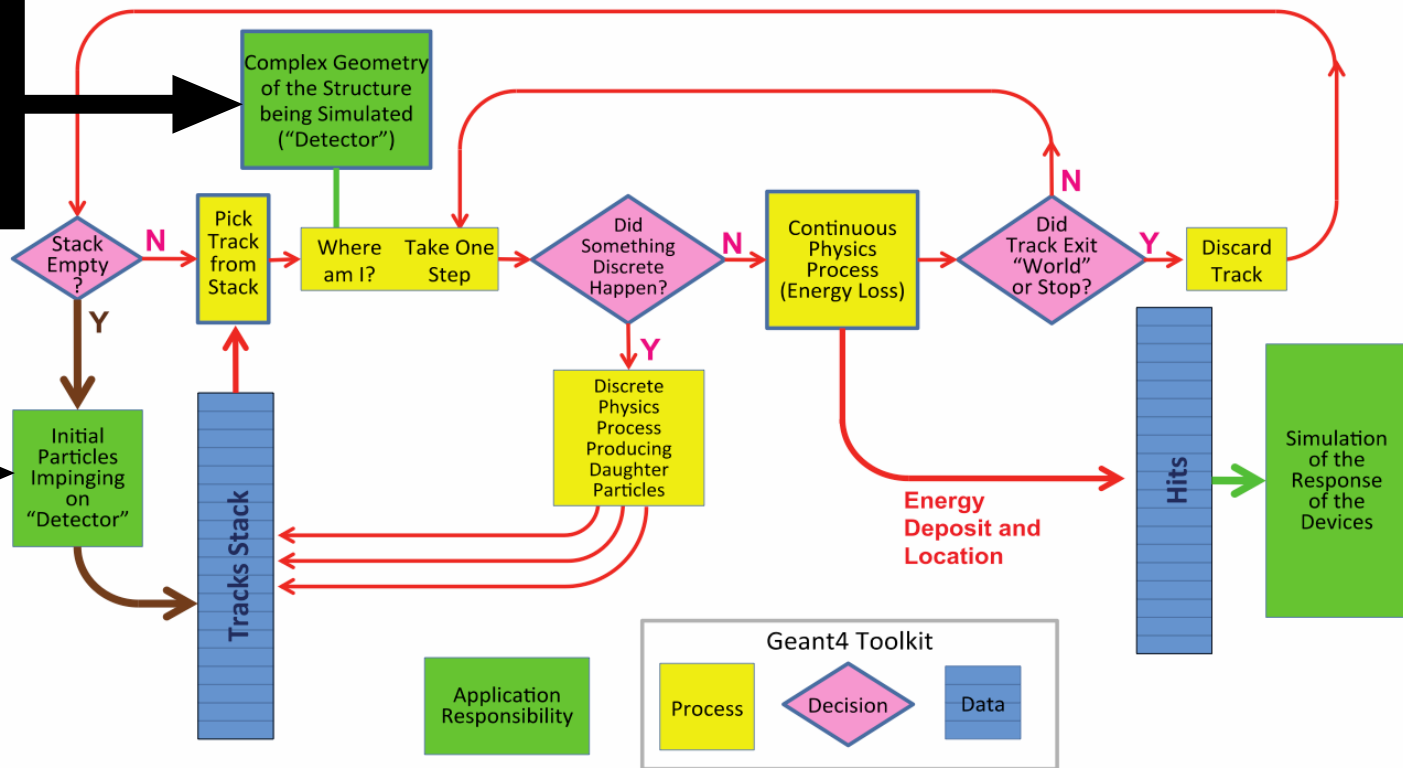 Complex Geometry
of the Structure
being Simulated
(“Detector”)
Stack
Empty
?
N
Y
Pick
Track
from
Stack
Where
am I?
Take One
Step
Did
Something
Discrete
Happen?
N
Y
Continuous
Physics
Process
(Energy Loss)
Did
Track Exit
“World”
or Stop?
N
Y
Discard
Track
Initial
Particles
Impinging
on
“Detector”
Tracks Stack
Discrete
Physics
Process
Producing
Daughter
Particles
Energy
Deposit and
Location
Hits
Simulation
of the
Response
of the
Devices
Application
Responsibility
Geant4 Toolkit
Process
Decision
Data